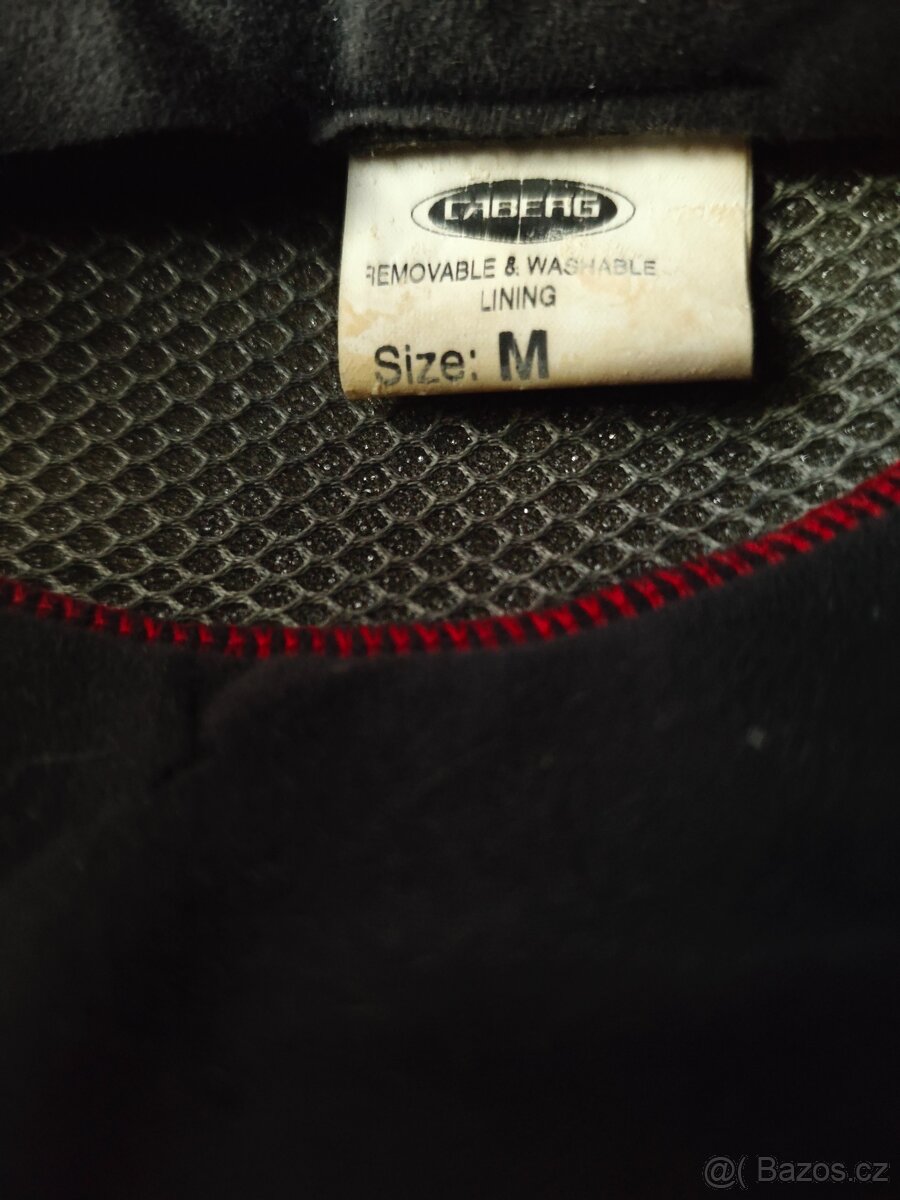 CABERG
REMOVABLE & WASHABLE
LINING
Size: M
@( Bazos.cz